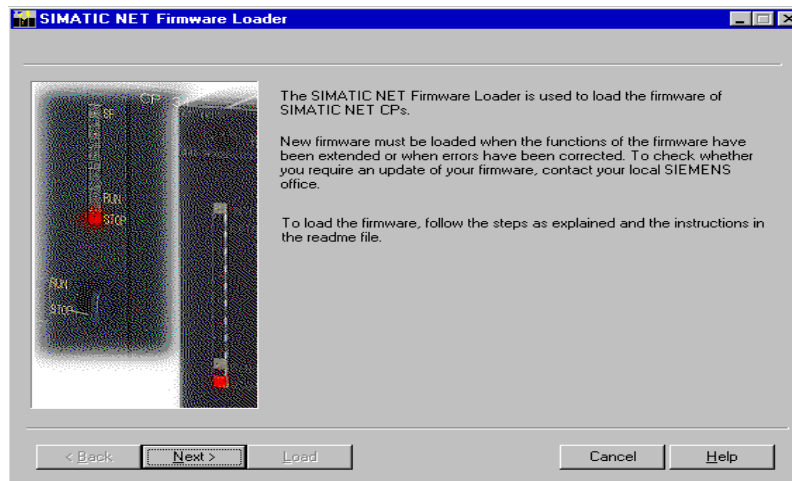 SIMATIC NET Firmware Loader
CP
SF
The SIMATIC NET Firmware Loader is used to load the firmware of
SIMATIC NET CPs.
New firmware must be loaded when the functions of the firmware have
been extended or when errors have been corrected. To check whether
you require an update of your firmware, contact your local SIEMENS
office.
RUN
STOP
To load the firmware, follow the steps as explained and the instructions in
the readme file.
RUN
STOP
< Back
Next >
Load
Cancel
Help